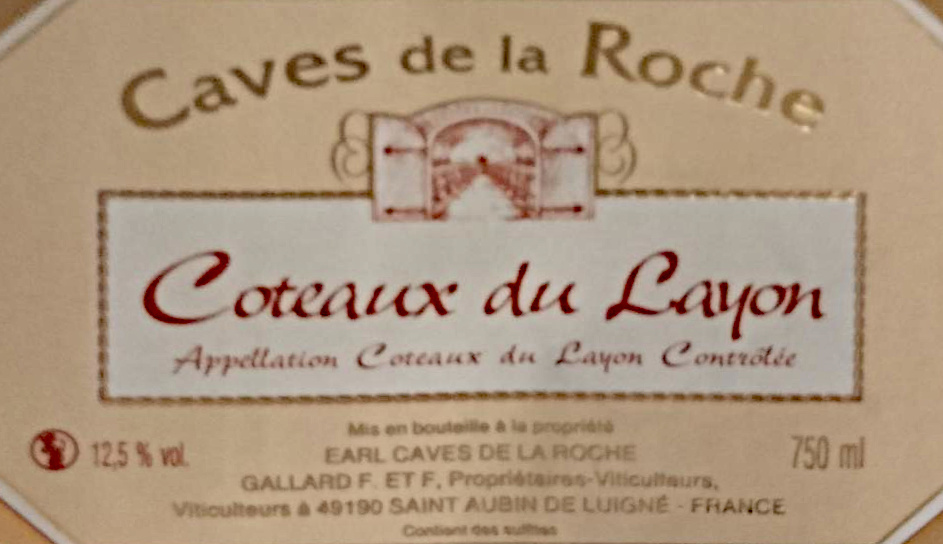 Caves de la Roche
Coteaux du Layon
Appellation Coteaux du Layon Contrôlée
Mis en bouteille à la propriété
12,5 % vol.
EARL CAVES DE LA ROCHE
750 ml
GALLARD F. ET F, Propriétaires-Viticulteurs,
Viticulteurs à 49190 SAINT AUBIN DE LUIGNÉ - FRANCE
Contient des sulfites